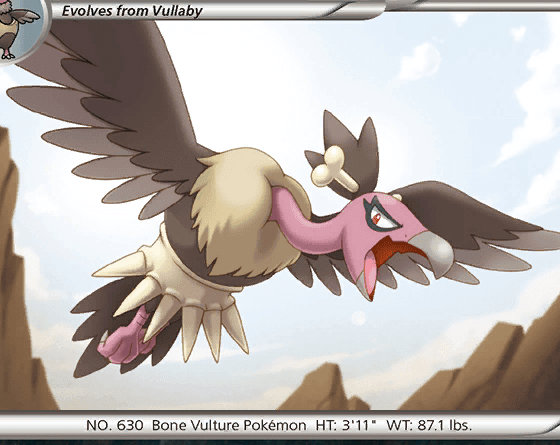 Evolves from Vullaby
NO. 630 Bone Vulture Pokémon HT: 3'11" WT: 87.1 lbs.